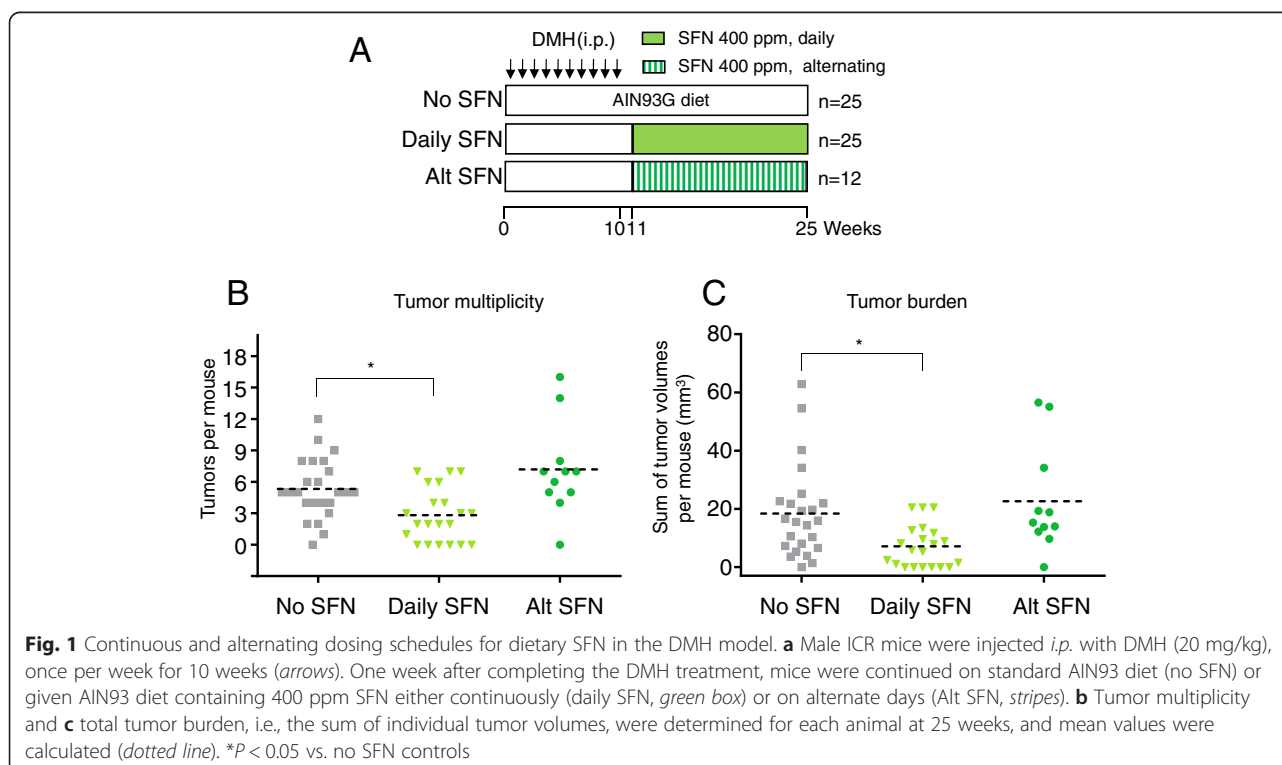 A
DMH(i.p.)
SFN 400 ppm, daily
SFN 400 ppm, alternating
No SFN AIN93G diet n=25
Daily SFN n=25
Alt SFN n=12
0 10 11 25 Weeks
B
Tumor multiplicity
Tumors per mouse
18
15
12
9
6
3
0
*
No SFN Daily SFN Alt SFN
C
Tumor burden
Sum of tumor volumes
per mouse (mm³)
80
60
40
20
0
*
No SFN Daily SFN Alt SFN
Fig. 1 Continuous and alternating dosing schedules for dietary SFN in the DMH model. a Male ICR mice were injected i.p. with DMH (20 mg/kg),
once per week for 10 weeks (arrows). One week after completing the DMH treatment, mice were continued on standard AIN93 diet (no SFN) or
given AIN93 diet containing 400 ppm SFN either continuously (daily SFN, green box) or on alternate days (Alt SFN, stripes). b Tumor multiplicity
and c total tumor burden, i.e., the sum of individual tumor volumes, were determined for each animal at 25 weeks, and mean values were
calculated (dotted line). *P < 0.05 vs. no SFN controls